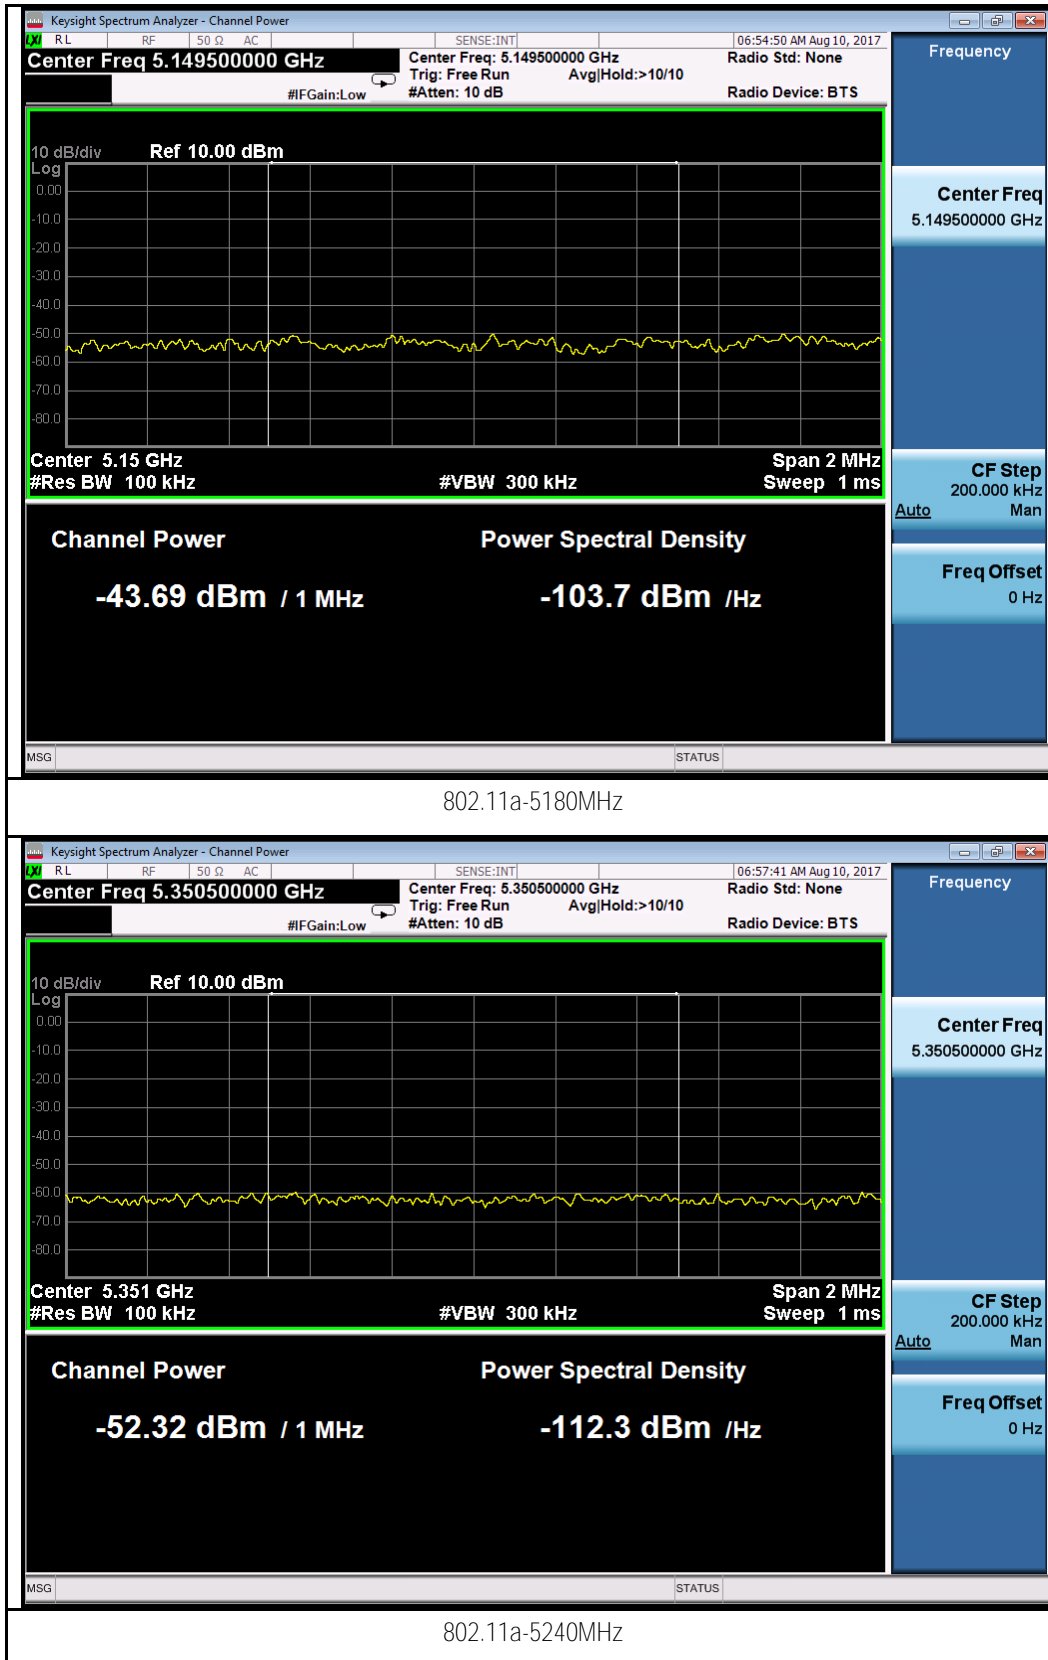 Keysight Spectrum Analyzer - Channel Power
LXI RL RF 50 Ω AC SENSE:INT 06:54:50 AM Aug 10, 2017
Center Freq 5.149500000 GHz
Center Freq: 5.149500000 GHz Radio Std: None
Trig: Free Run Avg|Hold:>10/10
#IFGain:Low #Atten: 10 dB Radio Device: BTS
10 dB/div Ref 10.00 dBm
Log
0.00
-10.0
-20.0
-30.0
-40.0
-50.0
-60.0
-70.0
-80.0
Center 5.15 GHz Span 2 MHz
#Res BW 100 kHz #VBW 300 kHz Sweep 1 ms
Channel Power Power Spectral Density
-43.69 dBm / 1 MHz -103.7 dBm /Hz
MSG STATUS
Frequency
Center Freq
5.149500000 GHz
CF Step
200.000 kHz
Auto Man
Freq Offset
0 Hz
802.11a-5180MHz
Keysight Spectrum Analyzer - Channel Power
LXI RL RF 50 Ω AC SENSE:INT 06:57:41 AM Aug 10, 2017
Center Freq 5.350500000 GHz
Center Freq: 5.350500000 GHz Radio Std: None
Trig: Free Run Avg|Hold:>10/10
#IFGain:Low #Atten: 10 dB Radio Device: BTS
10 dB/div Ref 10.00 dBm
Log
0.00
-10.0
-20.0
-30.0
-40.0
-50.0
-60.0
-70.0
-80.0
Center 5.351 GHz Span 2 MHz
#Res BW 100 kHz #VBW 300 kHz Sweep 1 ms
Channel Power Power Spectral Density
-52.32 dBm / 1 MHz -112.3 dBm /Hz
MSG STATUS
Frequency
Center Freq
5.350500000 GHz
CF Step
200.000 kHz
Auto Man
Freq Offset
0 Hz
802.11a-5240MHz